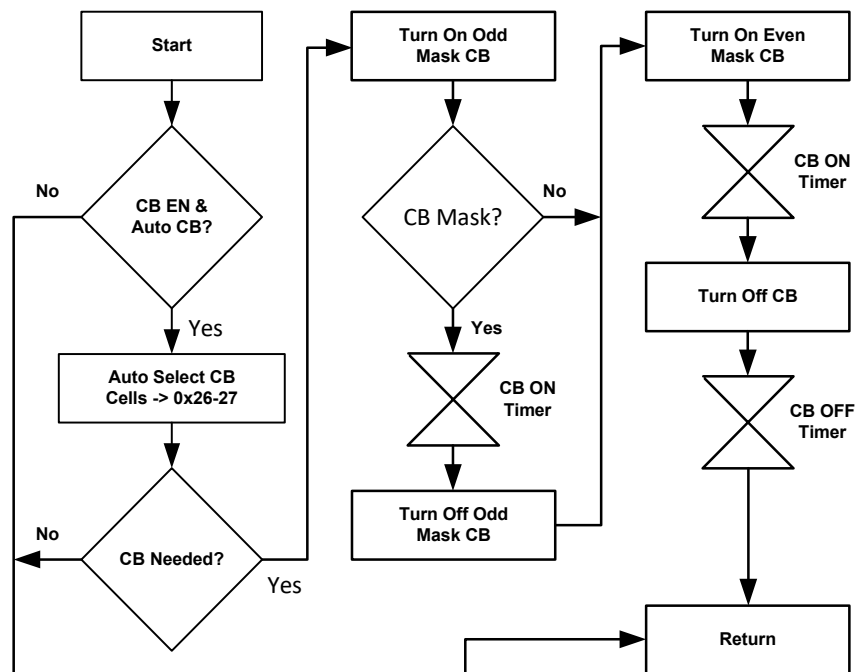 Start
No
CB EN &
Auto CB?
Yes
Auto Select CB
Cells -> 0x26-27
No
CB Needed?
Yes
Turn On Odd
Mask CB
CB Mask?
No
Yes
CB ON
Timer
Turn Off Odd
Mask CB
Turn On Even
Mask CB
CB ON
Timer
Turn Off CB
CB OFF
Timer
Return